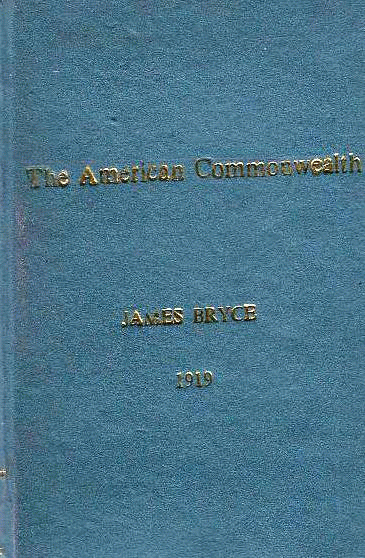 The American Commonwealth
JAMES BRYCE
1919